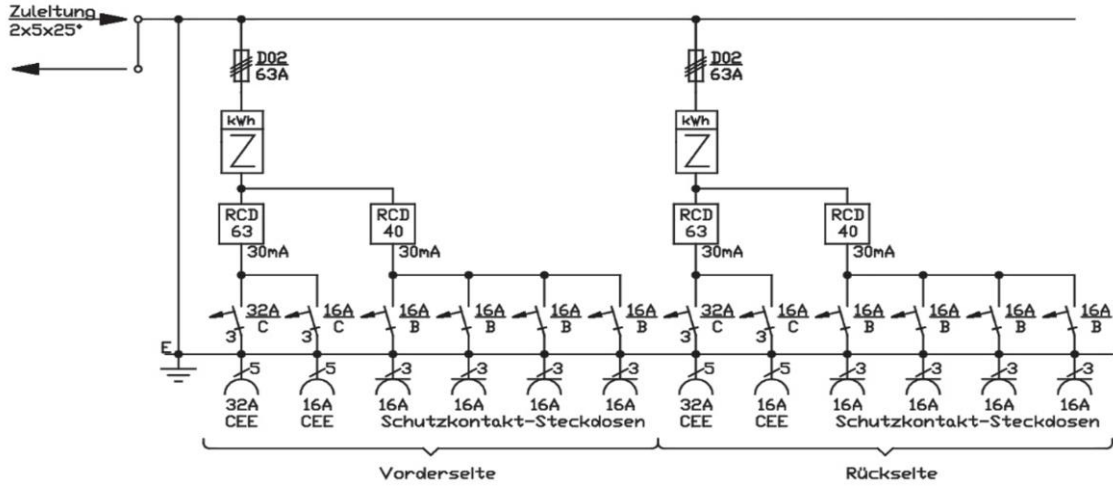 Zuleitung
2x5x25°
D02
63A
D02
63A
kWh
Z
kWh
Z
RCD
63
30mA
RCD
40
30mA
RCD
63
30mA
RCD
40
30mA
32A
C
3
16A
C
3
16A
B
16A
B
16A
B
16A
B
32A
C
3
16A
C
3
16A
B
16A
B
16A
B
16A
B
E
5
5
3
3
3
3
5
5
3
3
3
3
32A
CEE
16A
CEE
16A
16A
16A
16A
Schutzkontakt-Steckdosen
32A
CEE
16A
CEE
16A
16A
16A
16A
Schutzkontakt-Steckdosen
Vorderseite
Rückseite